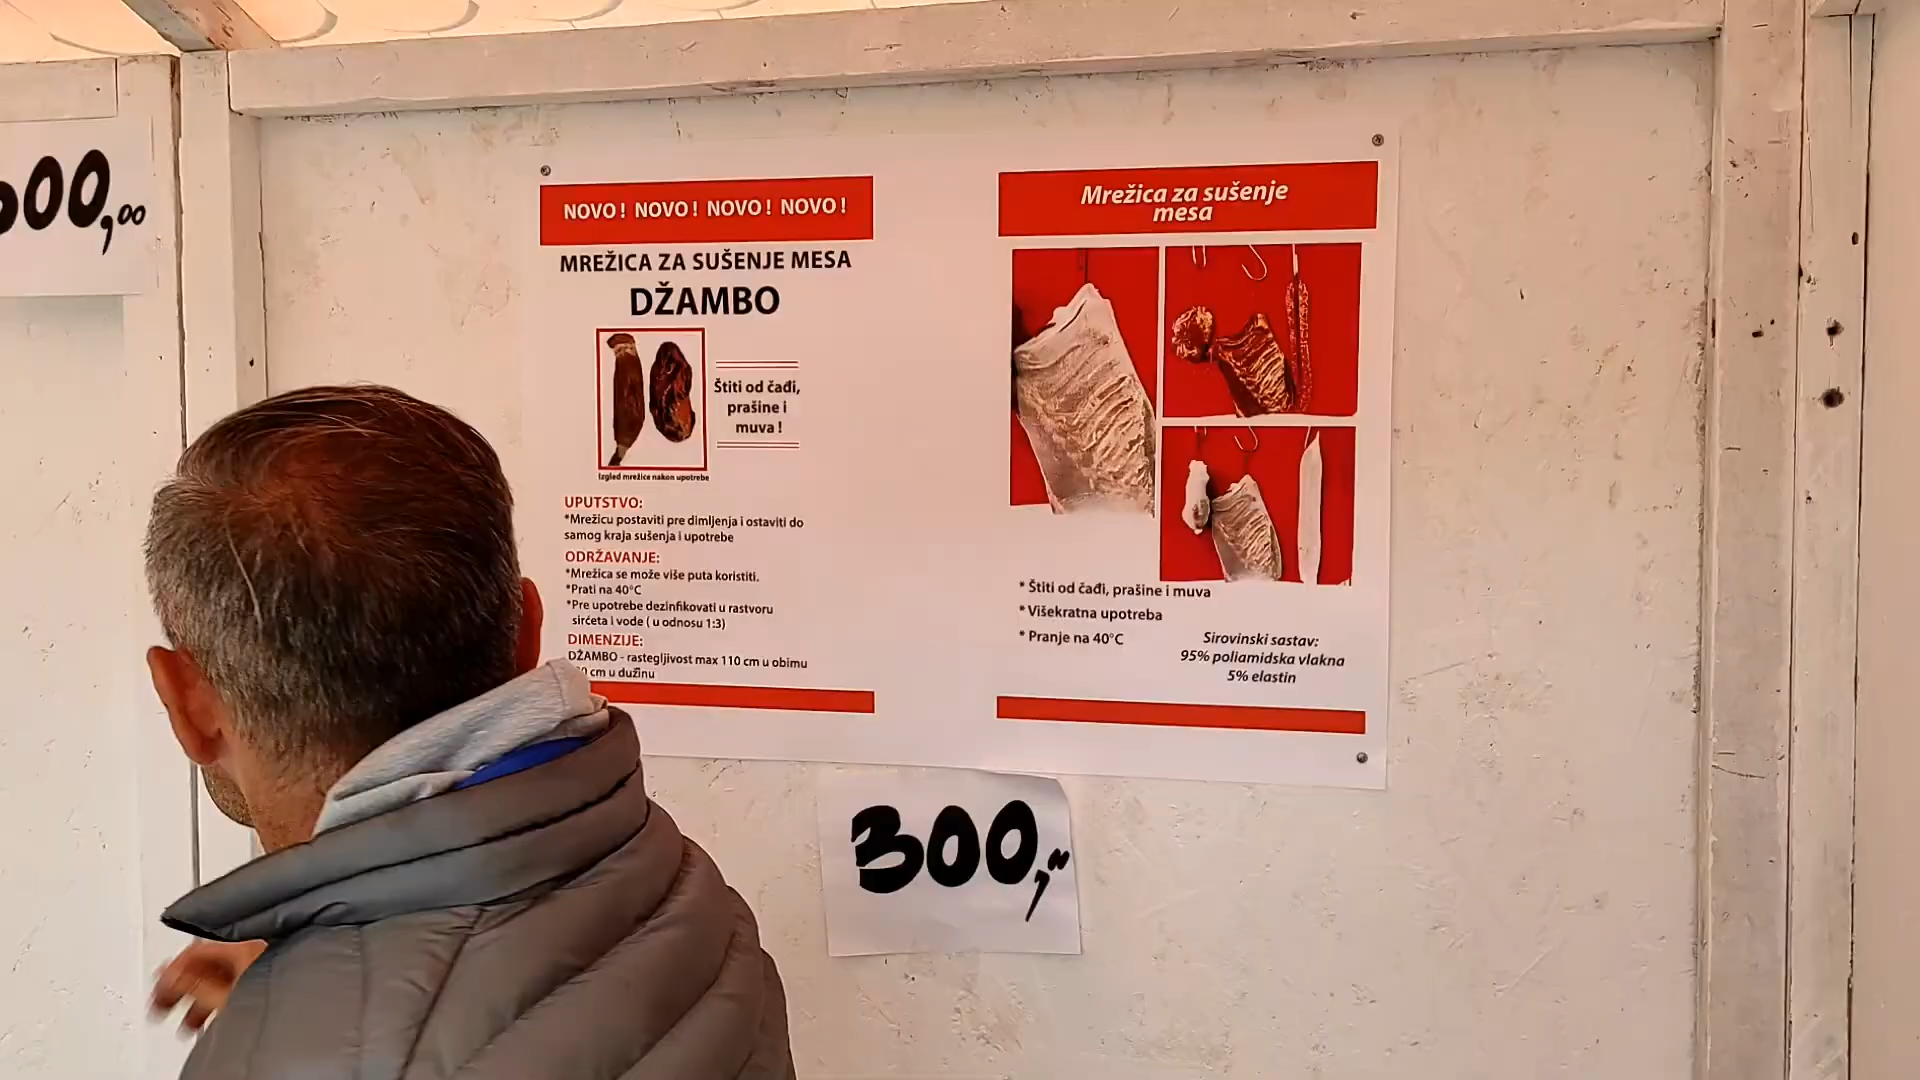 00,00
NOVO! NOVO! NOVO! NOVO!
MREŽICA ZA SUŠENJE MESA
DŽAMBO
Štiti od čađi,
prašine i
muva !
Izgled mrežice nakon upotrebe
UPUTSTVO:
*Mrežicu postaviti pre dimljenja i ostaviti do
samog kraja sušenja i upotrebe
ODRŽAVANJE:
*Mrežica se može više puta koristiti.
*Prati na 40°C
*Pre upotrebe dezinfikovati u rastvoru
sirćeta i vode ( u odnosu 1:3)
DIMENZIJE:
DŽAMBO - rastegljivost max 110 cm u obimu
cm u dužinu
Mrežica za sušenje
mesa
* Štiti od čađi, prašine i muva
* Višekratna upotreba
* Pranje na 40°C
Sirovinski sastav:
95% poliamidska vlakna
5% elastin
300,